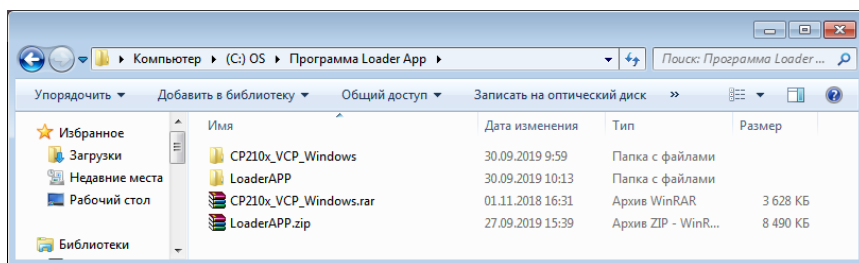 Компьютер ▸ (C:) OS ▸ Программа Loader App ▸
Поиск: Программа Loader ...
Упорядочить ▾ Добавить в библиотеку ▾ Общий доступ ▾ Записать на оптический диск »
Имя Дата изменения Тип Размер
Избранное
Загрузки
Недавние места
Рабочий стол
Библиотеки
CP210x_VCP_Windows 30.09.2019 9:59 Папка с файлами
LoaderAPP 30.09.2019 10:13 Папка с файлами
CP210x_VCP_Windows.rar 01.11.2018 16:31 Архив WinRAR 3 628 КБ
LoaderAPP.zip 27.09.2019 15:39 Архив ZIP - WinR... 8 490 КБ